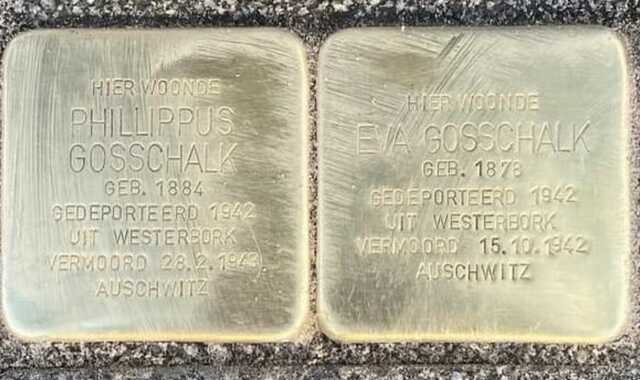 HIER WOONDE
PHILLIPPUS
GOSSCHALK
GEB. 1884
GEDEPORTEERD 1942
UIT WESTERBORK
VERMOORD 28.2.1943
AUSCHWITZ
HIER WOONDE
EVA GOSSCHALK
GEB. 1878
GEDEPORTEERD 1942
UIT WESTERBORK
VERMOORD 15.10.1942
AUSCHWITZ